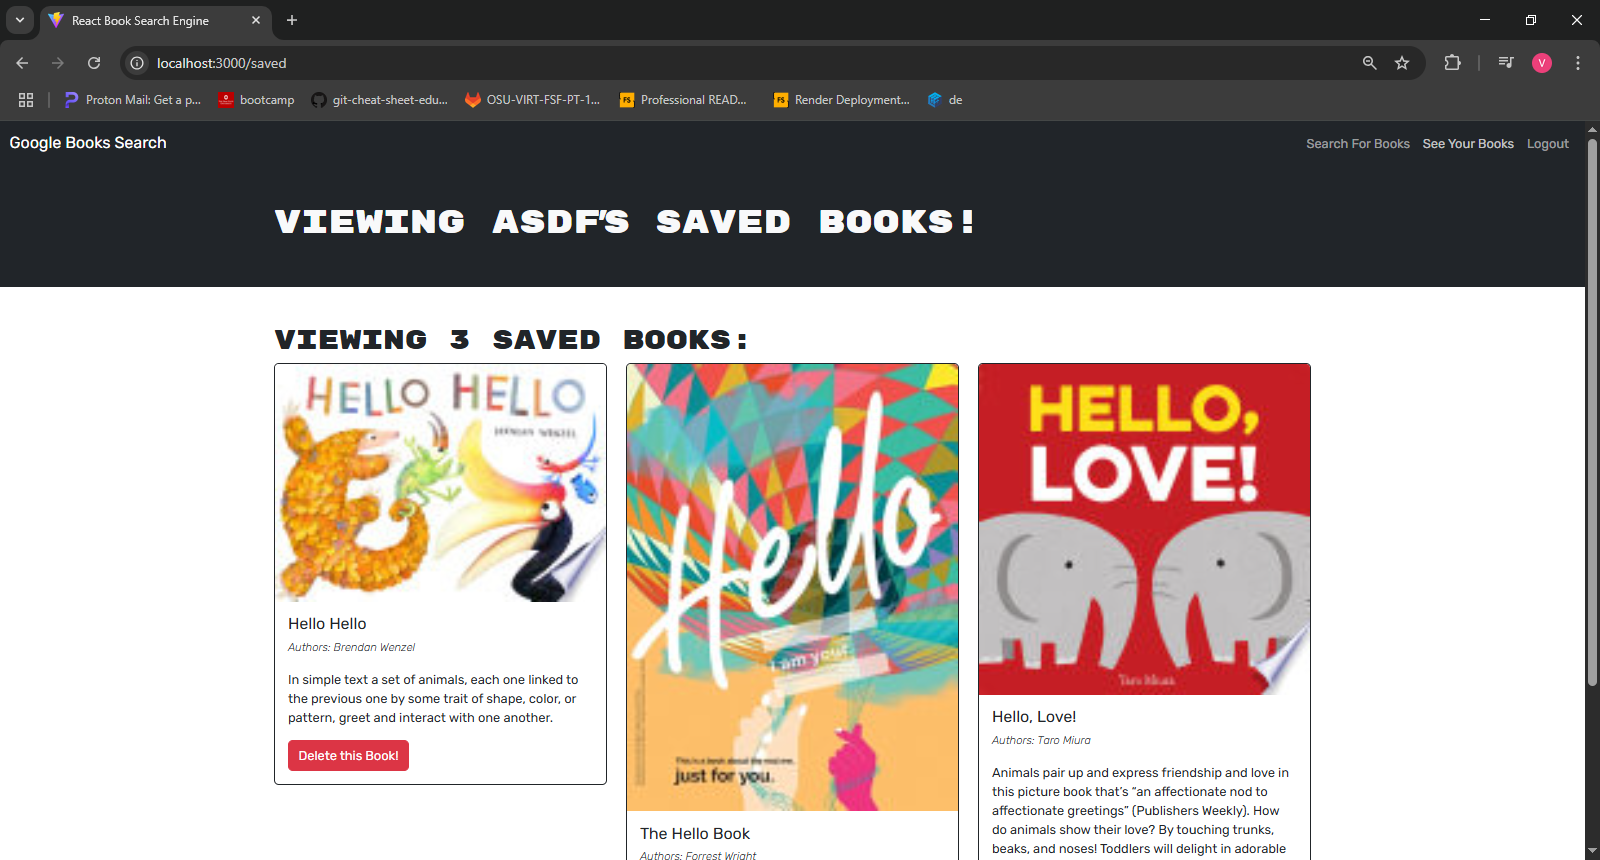 React Book Search Engine
localhost:3000/saved
V
Proton Mail: Get a p...
bootcamp
git-cheat-sheet-edu...
OSU-VIRT-FSF-PT-1...
FS
Professional READ...
FS
Render Deployment...
de
Google Books Search
Search For Books
See Your Books
Logout
VIEWING ASDF'S SAVED BOOKS!
VIEWING 3 SAVED BOOKS:
HELLO HELLO
BRENDAN WENZEL
Hello Hello
Authors: Brendan Wenzel
In simple text a set of animals, each one linked to
the previous one by some trait of shape, color, or
pattern, greet and interact with one another.
Delete this Book!
Hello
I am your
This is a book about the real me,
just for you.
The Hello Book
Authors: Forrest Wright
HELLO,
LOVE!
Taro Miura
Hello, Love!
Authors: Taro Miura
Animals pair up and express friendship and love in
this picture book that’s “an affectionate nod to
affectionate greetings” (Publishers Weekly). How
do animals show their love? By touching trunks,
beaks, and noses! Toddlers will delight in adorable